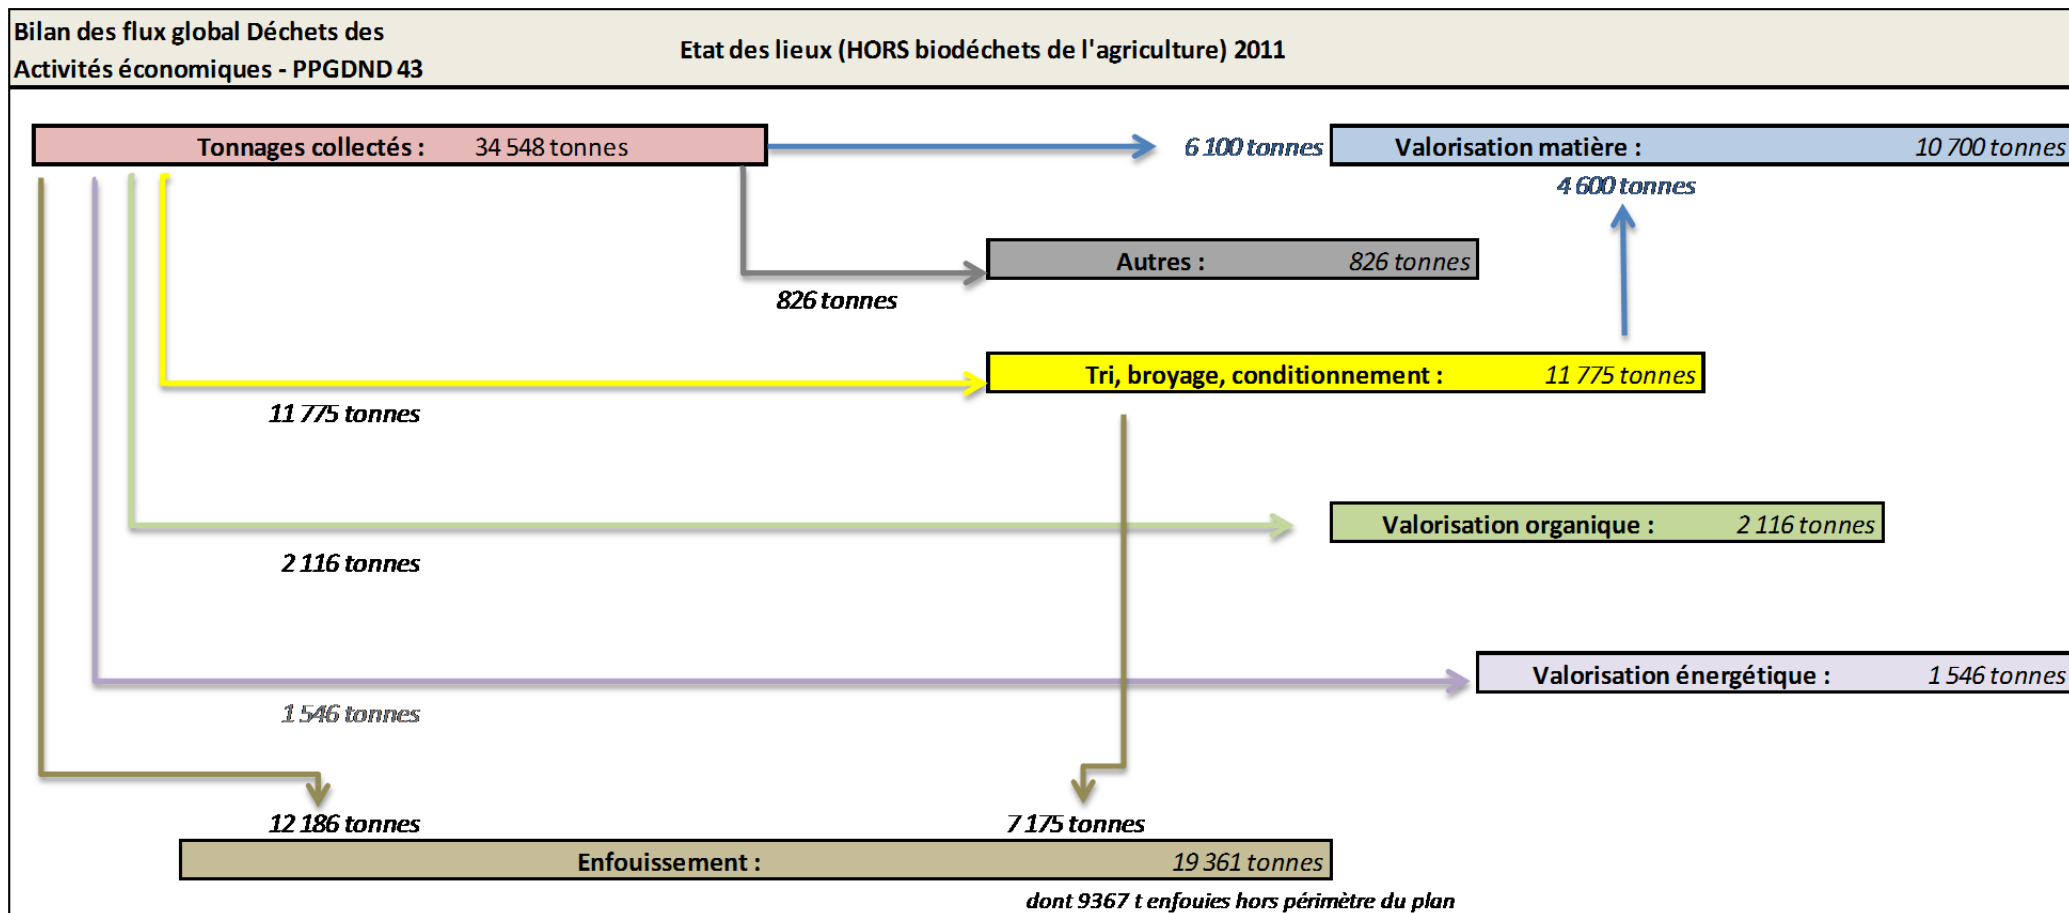 Bilan des flux global Déchets des
Activités économiques - PPGDND 43
Etat des lieux (HORS biodéchets de l'agriculture) 2011
Tonnages collectés : 34 548 tonnes
6 100 tonnes
Valorisation matière : 10 700 tonnes
4 600 tonnes
Autres : 826 tonnes
826 tonnes
Tri, broyage, conditionnement : 11 775 tonnes
11 775 tonnes
Valorisation organique : 2 116 tonnes
2 116 tonnes
Valorisation énergétique : 1 546 tonnes
1 546 tonnes
12 186 tonnes
7 175 tonnes
Enfouissement : 19 361 tonnes
dont 9367 t enfouies hors périmètre du plan